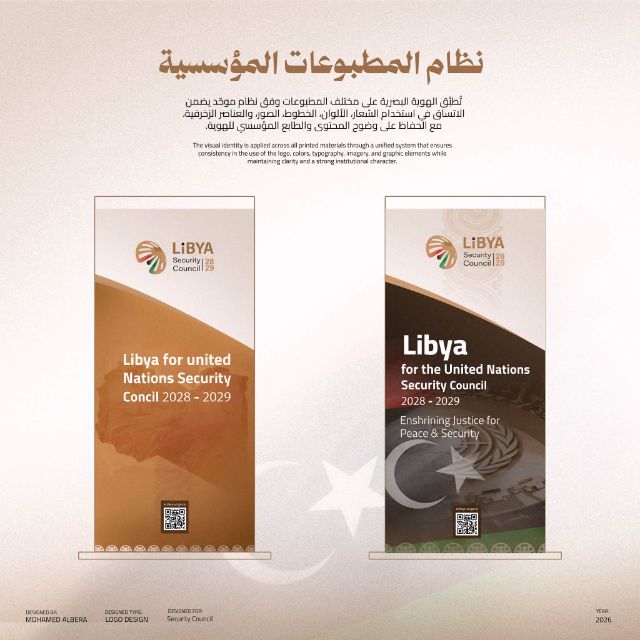 نظام المطبوعات المؤسسية
تُطبَّق الهوية البصرية على مختلف المطبوعات وفق نظام موحّد يضمن
الاتساق في استخدام الشعار، الألوان، الخطوط، الصور، والعناصر الزخرفية،
مع الحفاظ على وضوح المحتوى والطابع المؤسسي للهوية.
The visual identity is applied across all printed materials through a unified system that ensures
consistency in the use of the logo, colors, typography, imagery, and graphic elements while
maintaining clarity and a strong institutional character.
LiBYA
Security
Council
28
29
Libya for united
Nations Security
Concil 2028 - 2029
LiBYA
Security
Council
28
29
Libya
for the United Nations
Security Council
2028 - 2029
Enshrining Justice for
Peace & Security
DESIGNED BY:
MOHAMED ALBERA
DESIGNED TYPE:
LOGO DESIGN
DESIGNED FOR:
Security Council
YEAR:
2026